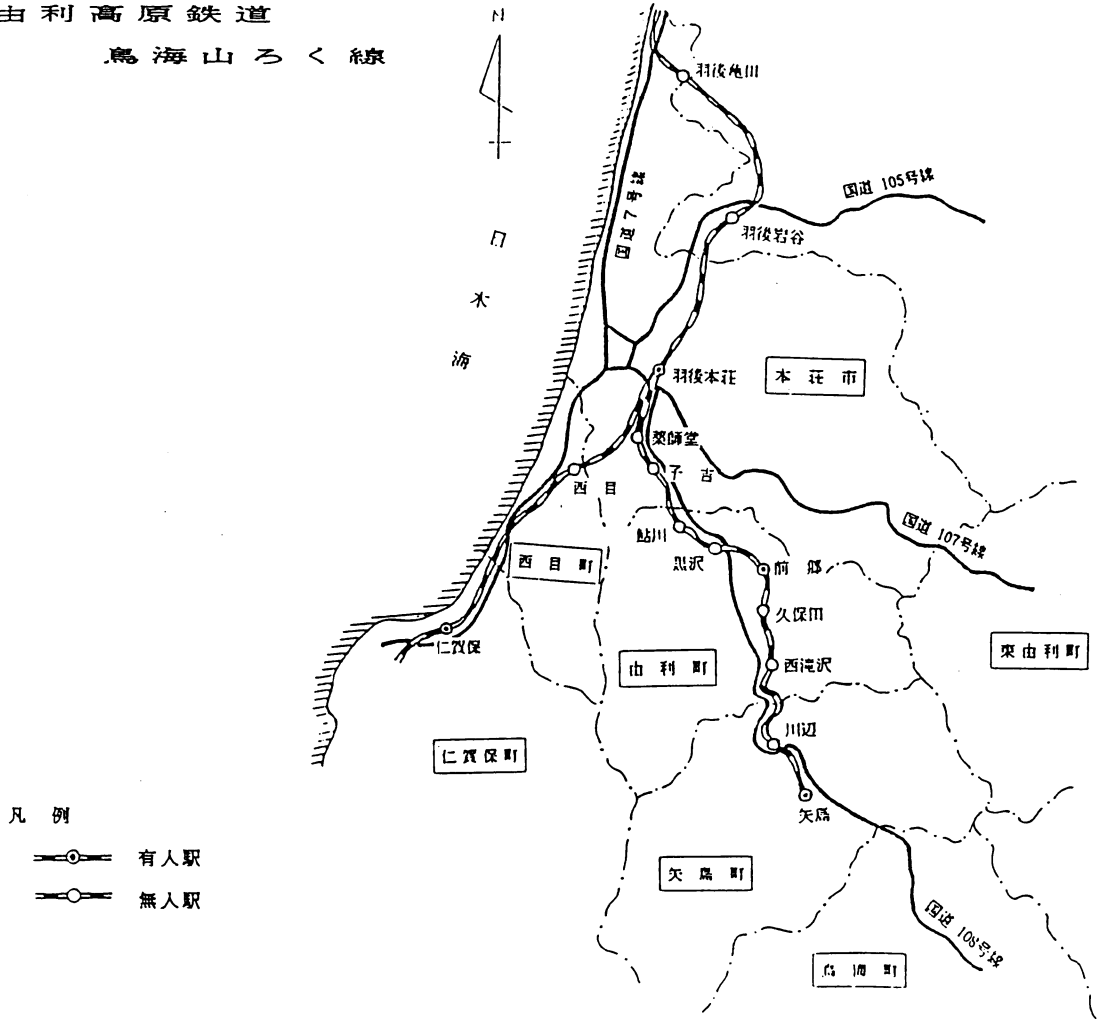 由利高原鉄道
鳥海山ろく線
N
羽後亀田
国道 105号線
国道7号線
羽後岩谷
日本海
羽後本荘
本荘市
薬師堂
子吉
西目
鮎川
黒沢
前郷
国道 107号線
西目町
久保田
仁賀保
由利町
西滝沢
東由利町
川辺
仁賀保町
矢島
凡例
有人駅
矢島町
無人駅
国道 108号線
鳥海町